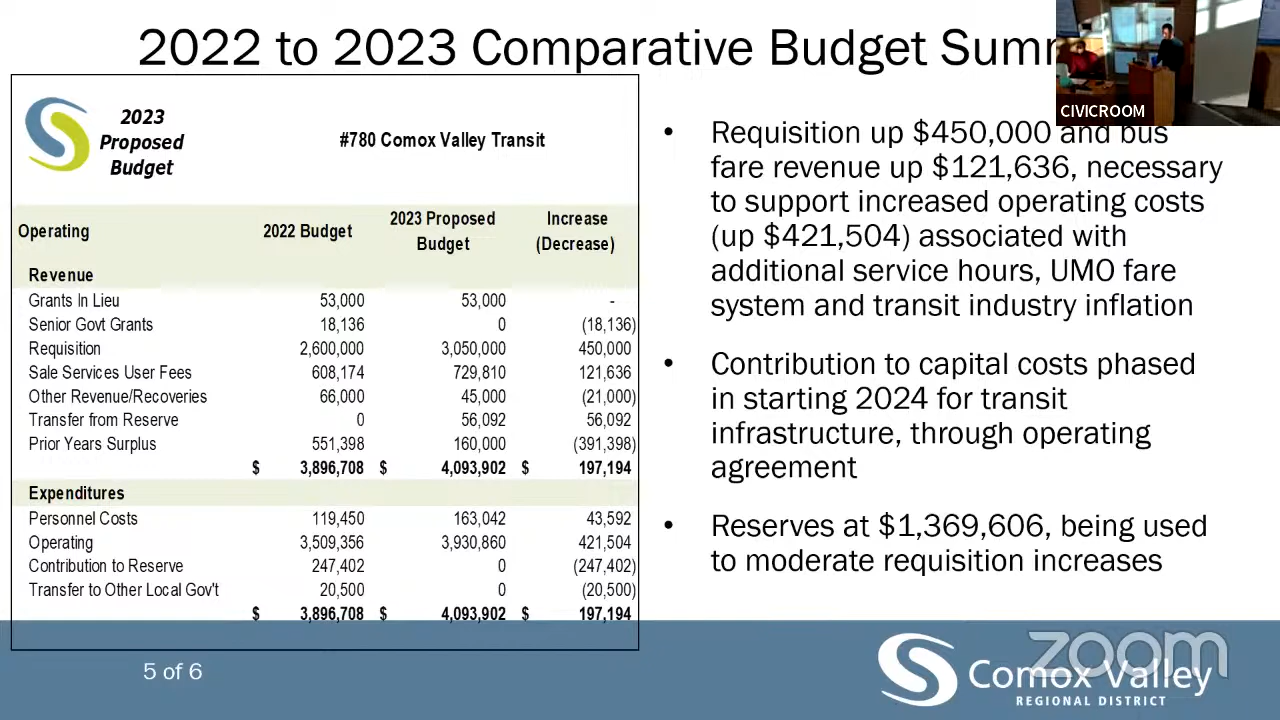 2022 to 2023 Comparative Budget Sum
CIVICROOM
2023
Proposed
Budget
#780 Comox Valley Transit
Operating 2022 Budget 2023 Proposed Budget Increase (Decrease)
Revenue
Grants In Lieu 53,000 53,000 -
Senior Govt Grants 18,136 0 (18,136)
Requisition 2,600,000 3,050,000 450,000
Sale Services User Fees 608,174 729,810 121,636
Other Revenue/Recoveries 66,000 45,000 (21,000)
Transfer from Reserve 0 56,092 56,092
Prior Years Surplus 551,398 160,000 (391,398)
$ 3,896,708 $ 4,093,902 $ 197,194
Expenditures
Personnel Costs 119,450 163,042 43,592
Operating 3,509,356 3,930,860 421,504
Contribution to Reserve 247,402 0 (247,402)
Transfer to Other Local Gov't 20,500 0 (20,500)
$ 3,896,708 $ 4,093,902 $ 197,194
• Requisition up $450,000 and bus
fare revenue up $121,636, necessary
to support increased operating costs
(up $421,504) associated with
additional service hours, UMO fare
system and transit industry inflation
• Contribution to capital costs phased
in starting 2024 for transit
infrastructure, through operating
agreement
• Reserves at $1,369,606, being used
to moderate requisition increases
5 of 6
zoom
Comox Valley
REGIONAL DISTRICT